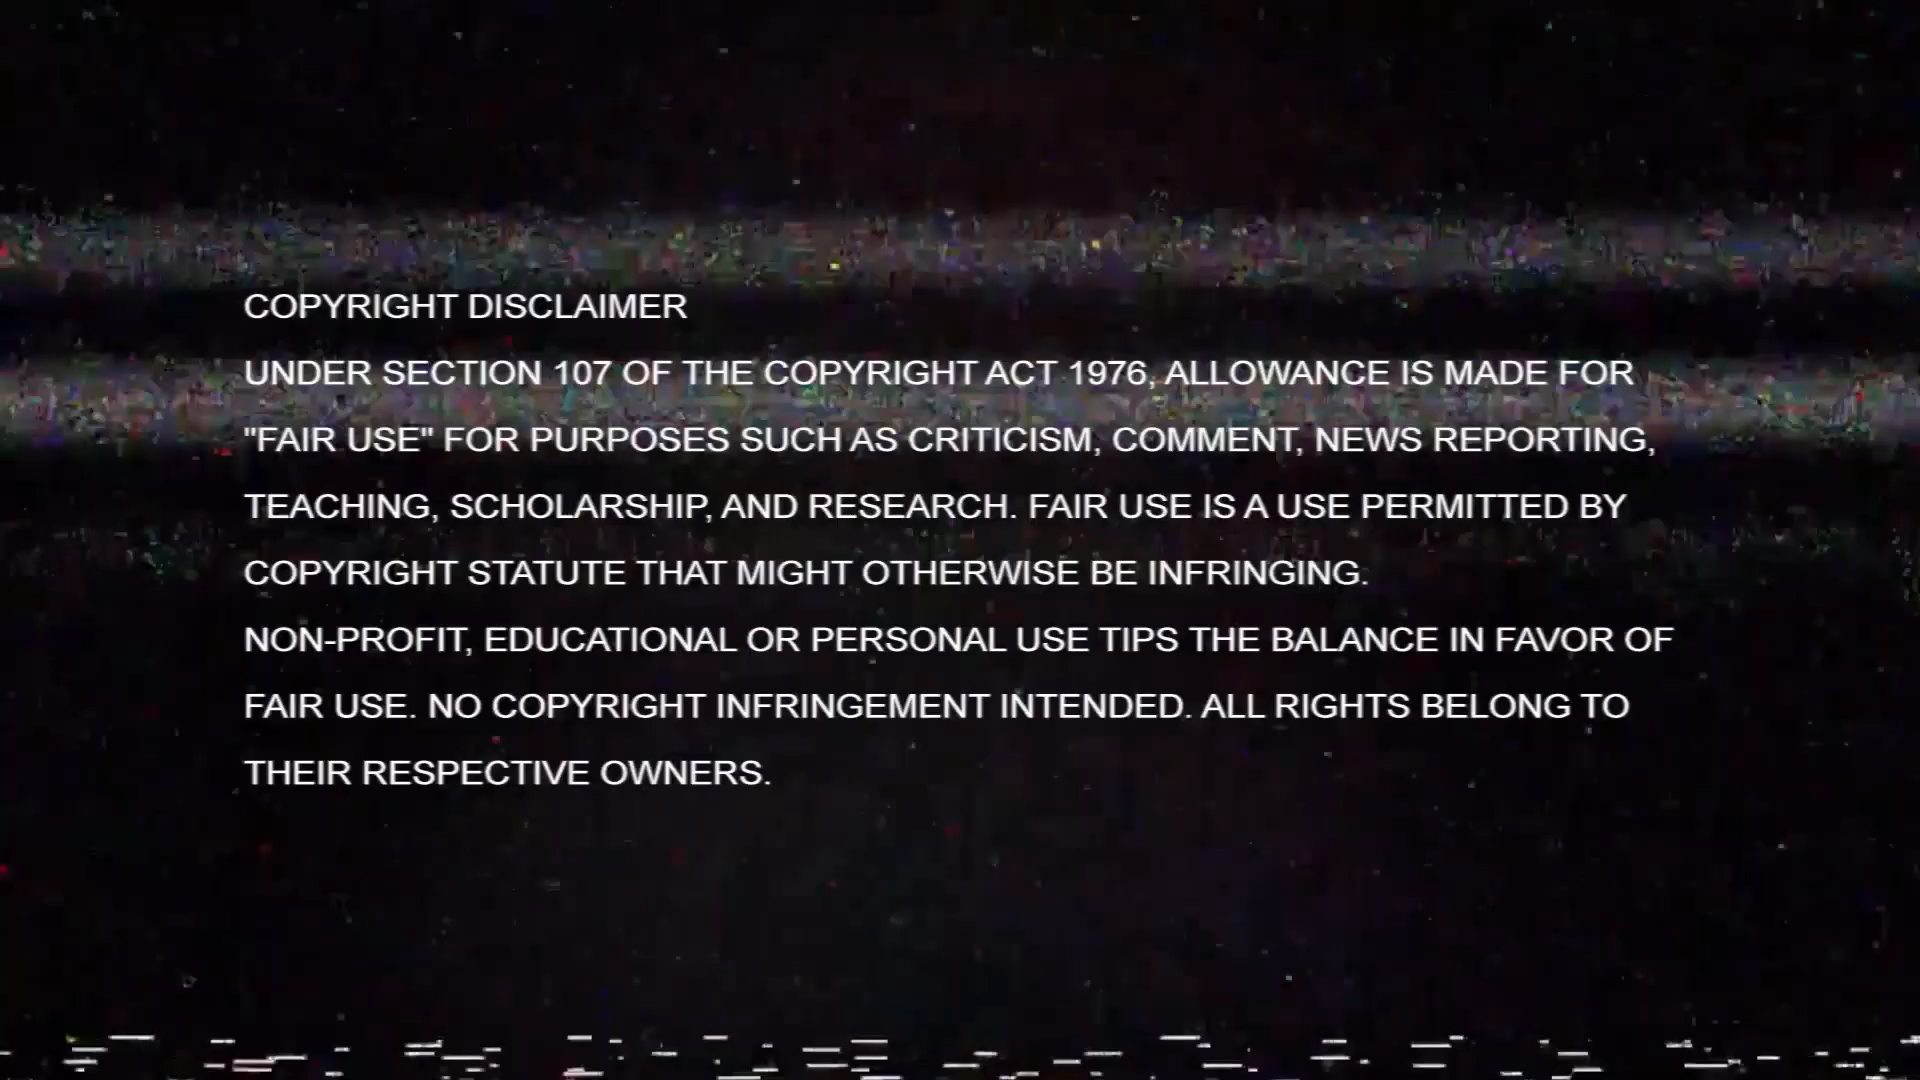 COPYRIGHT DISCLAIMER
UNDER SECTION 107 OF THE COPYRIGHT ACT 1976, ALLOWANCE IS MADE FOR
"FAIR USE" FOR PURPOSES SUCH AS CRITICISM, COMMENT, NEWS REPORTING,
TEACHING, SCHOLARSHIP, AND RESEARCH. FAIR USE IS A USE PERMITTED BY
COPYRIGHT STATUTE THAT MIGHT OTHERWISE BE INFRINGING.
NON-PROFIT, EDUCATIONAL OR PERSONAL USE TIPS THE BALANCE IN FAVOR OF
FAIR USE. NO COPYRIGHT INFRINGEMENT INTENDED. ALL RIGHTS BELONG TO
THEIR RESPECTIVE OWNERS.